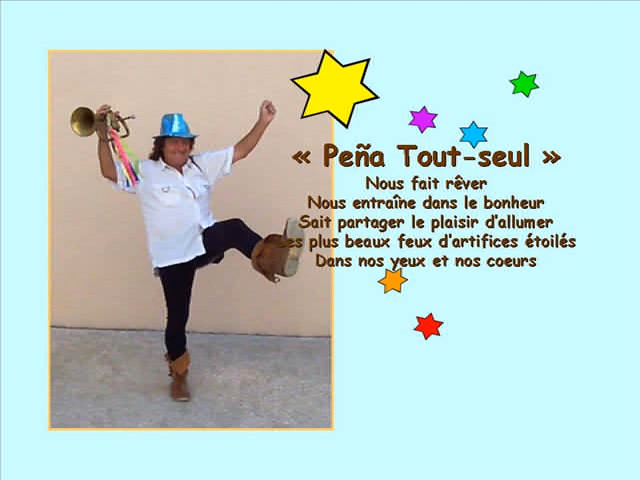 « Peña Tout-seul »
Nous fait rêver
Nous entraîne dans le bonheur
Sait partager le plaisir d'allumer
Les plus beaux feux d'artifices étoilés
Dans nos yeux et nos coeurs